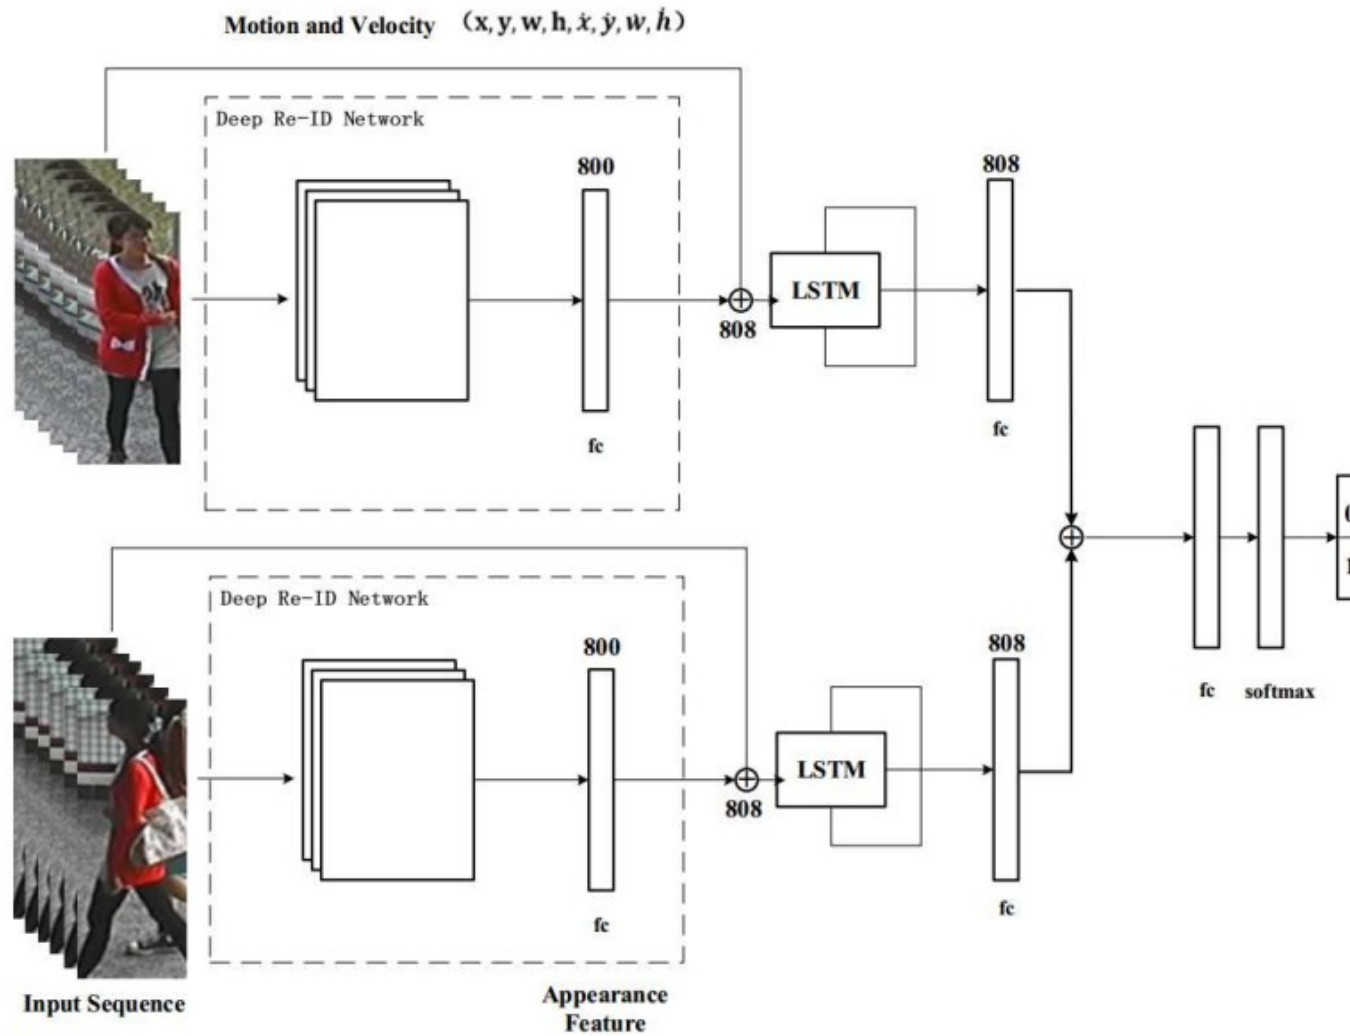 Motion and Velocity (x, y, w, h, ẋ, ẏ, ẇ, ḣ)
Deep Re-ID Network
800
808
808
LSTM
fc
fc
Deep Re-ID Network
800
808
808
LSTM
fc
fc
fc softmax
Input Sequence
Appearance
Feature